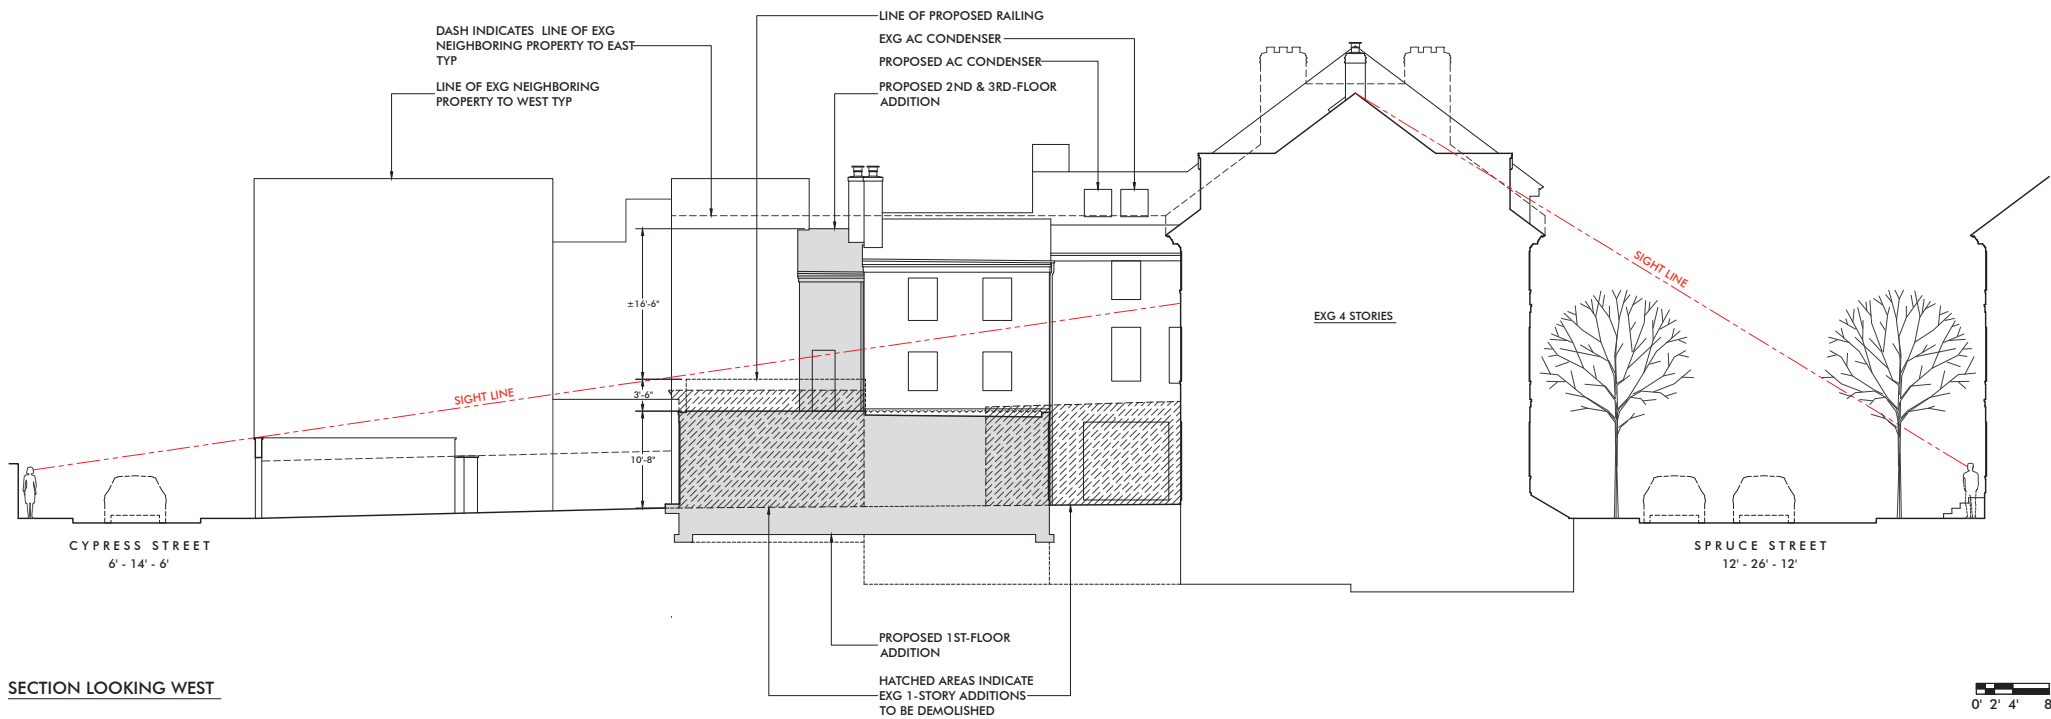 DASH INDICATES LINE OF EXG
NEIGHBORING PROPERTY TO EAST
TYP
LINE OF EXG NEIGHBORING
PROPERTY TO WEST TYP
LINE OF PROPOSED RAILING
EXG AC CONDENSER
PROPOSED AC CONDENSER
PROPOSED 2ND & 3RD-FLOOR
ADDITION
±16'-6"
3'-6"
10'-8"
SIGHT LINE
EXG 4 STORIES
SIGHT LINE
CYPRESS STREET
6' - 14' - 6'
SPRUCE STREET
12' - 26' - 12'
PROPOSED 1ST-FLOOR
ADDITION
HATCHED AREAS INDICATE
EXG 1-STORY ADDITIONS
TO BE DEMOLISHED
SECTION LOOKING WEST
0' 2' 4' 8